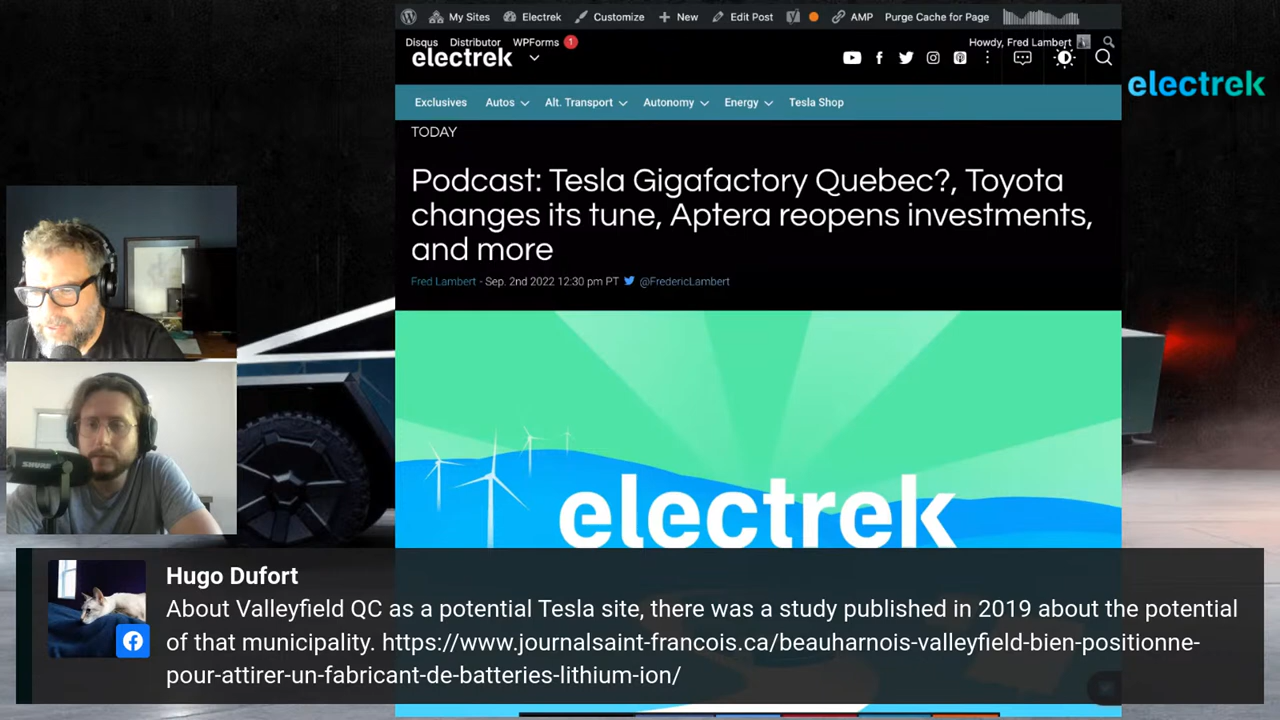 My Sites Electrek Customize New Edit Post AMP Purge Cache for Page
Disqus Distributor WPForms 1 Howdy, Fred Lambert
electrek
electrek
Exclusives Autos Alt. Transport Autonomy Energy Tesla Shop
TODAY
Podcast: Tesla Gigafactory Quebec?, Toyota
changes its tune, Aptera reopens investments,
and more
Fred Lambert - Sep. 2nd 2022 12:30 pm PT @FredericLambert
electrek
SHURE
Hugo Dufort
About Valleyfield QC as a potential Tesla site, there was a study published in 2019 about the potential
of that municipality. https://www.journalsaint-francois.ca/beauharnois-valleyfield-bien-positionne-
pour-attirer-un-fabricant-de-batteries-lithium-ion/